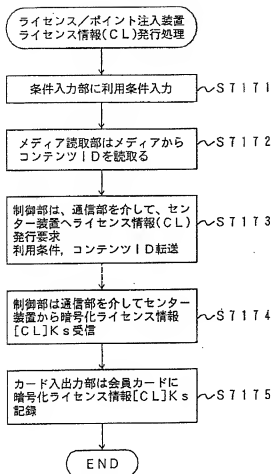 ライセンス/ポイント注入装置
ライセンス情報(CL)発行処理
条件入力部に利用条件入力
S7171
メディア読取部はメディアから
コンテンツIDを読取る
S7172
制御部は、通信部を介して、セン
ター装置へライセンス情報(CL)
発行要求
利用条件,コンテンツID転送
S7173
制御部は通信部を介してセンター
装置から暗号化ライセンス情報
[CL]Ks受信
S7174
カード入出力部は会員カードに
暗号化ライセンス情報[CL]Ks
記録
S7175
END